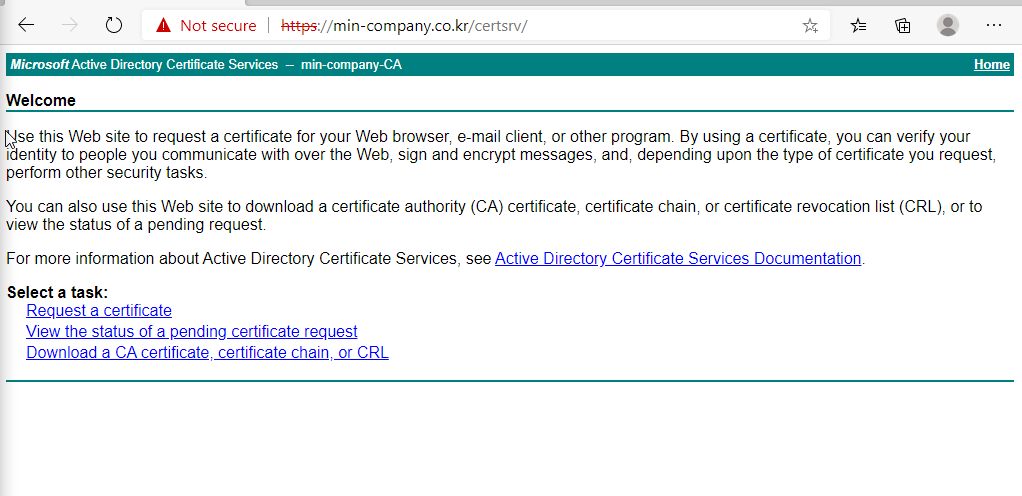 Not secure | https://min-company.co.kr/certsrv/
Microsoft Active Directory Certificate Services -- min-company-CA Home
Welcome
Use this Web site to request a certificate for your Web browser, e-mail client, or other program. By using a certificate, you can verify your
identity to people you communicate with over the Web, sign and encrypt messages, and, depending upon the type of certificate you request,
perform other security tasks.
You can also use this Web site to download a certificate authority (CA) certificate, certificate chain, or certificate revocation list (CRL), or to
view the status of a pending request.
For more information about Active Directory Certificate Services, see Active Directory Certificate Services Documentation.
Select a task:
Request a certificate
View the status of a pending certificate request
Download a CA certificate, certificate chain, or CRL